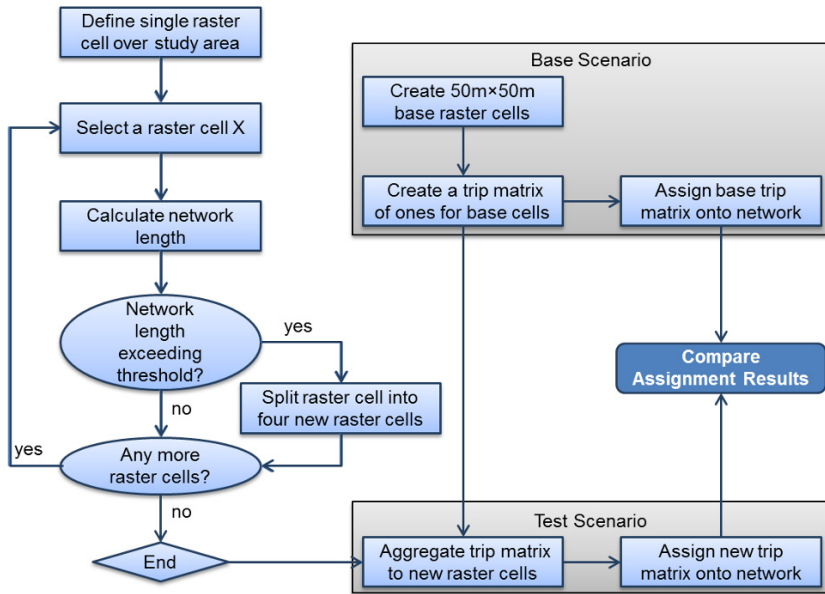 Define single raster
cell over study area
Select a raster cell X
Calculate network
length
Network
length
exceeding
threshold?
yes
Split raster cell into
four new raster cells
no
yes
Any more
raster cells?
no
End
Base Scenario
Create 50m×50m
base raster cells
Create a trip matrix
of ones for base cells
Assign base trip
matrix onto network
Compare
Assignment Results
Test Scenario
Aggregate trip matrix
to new raster cells
Assign new trip
matrix onto network